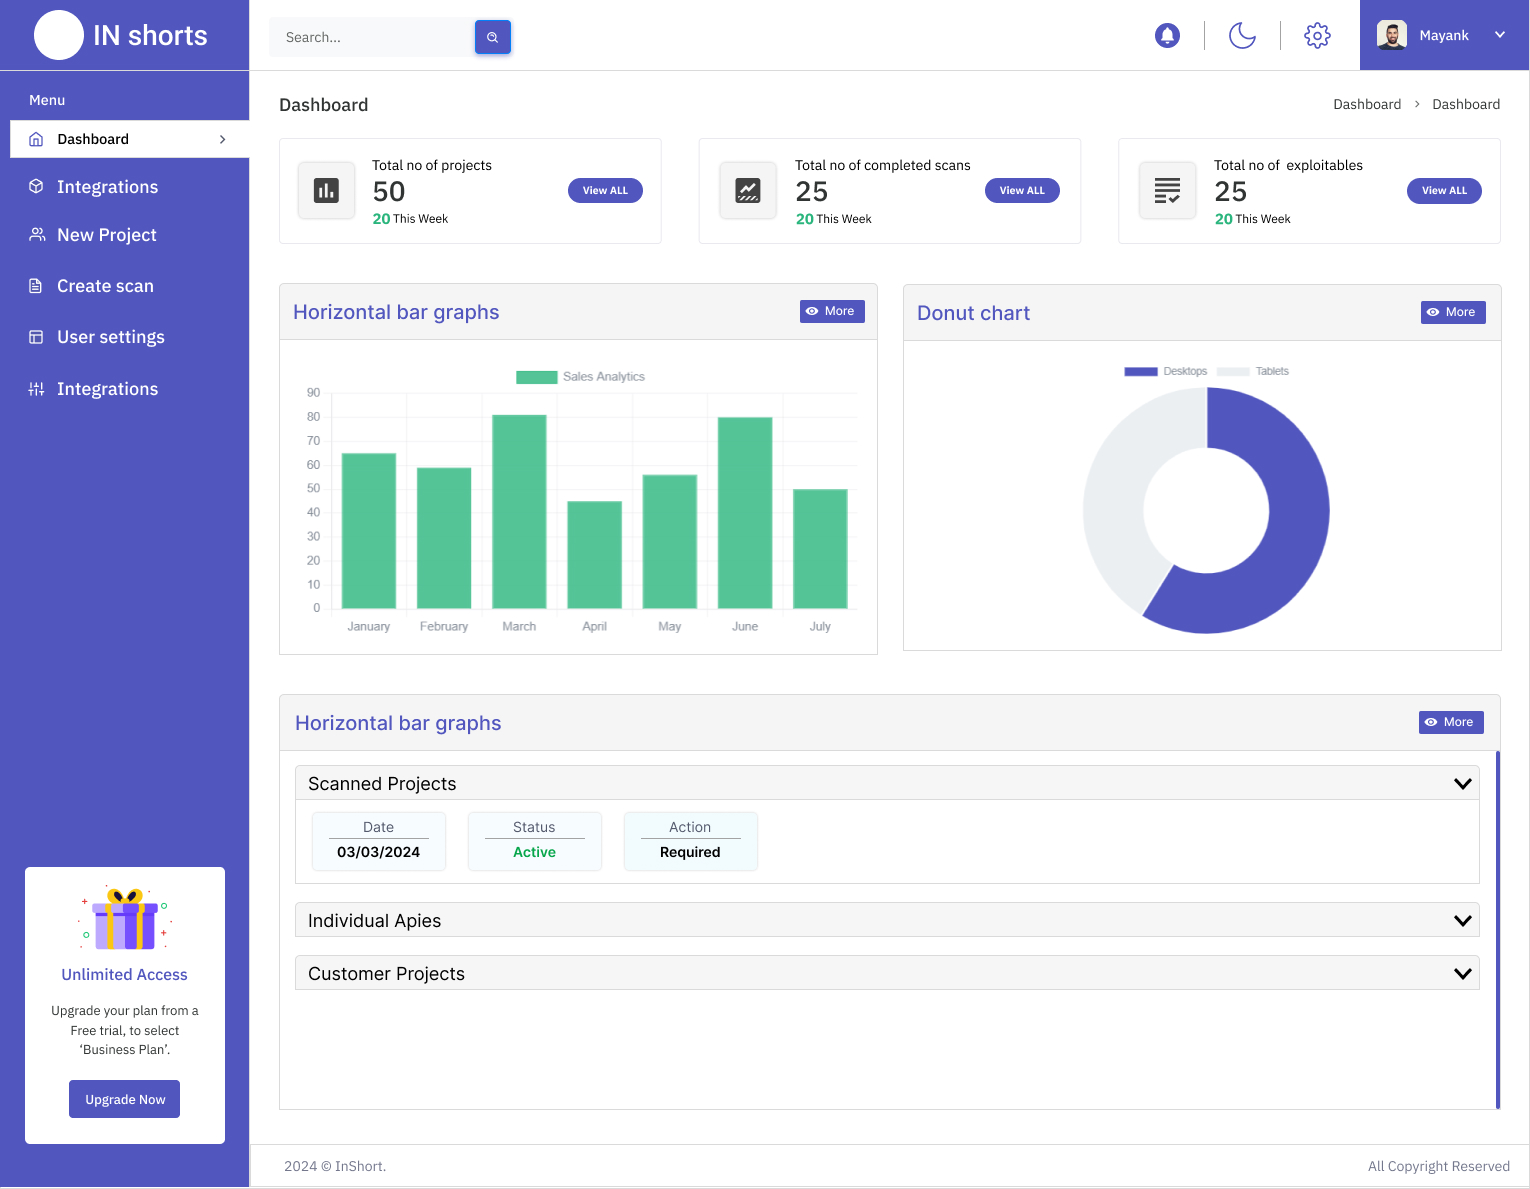 IN shorts
Search...
Mayank
Menu
Dashboard
Integrations
New Project
Create scan
User settings
Integrations
Unlimited Access
Upgrade your plan from a
Free trial, to select
‘Business Plan’.
Upgrade Now
Dashboard
Dashboard > Dashboard
Total no of projects
50
20 This Week
View ALL
Total no of completed scans
25
20 This Week
View ALL
Total no of exploitables
25
20 This Week
View ALL
Horizontal bar graphs
More
Sales Analytics
90
80
70
60
50
40
30
20
10
0
January February March April May June July
Donut chart
More
Desktops Tablets
Horizontal bar graphs
More
Scanned Projects
Date
03/03/2024
Status
Active
Action
Required
Individual Apies
Customer Projects
2024 © InShort.
All Copyright Reserved